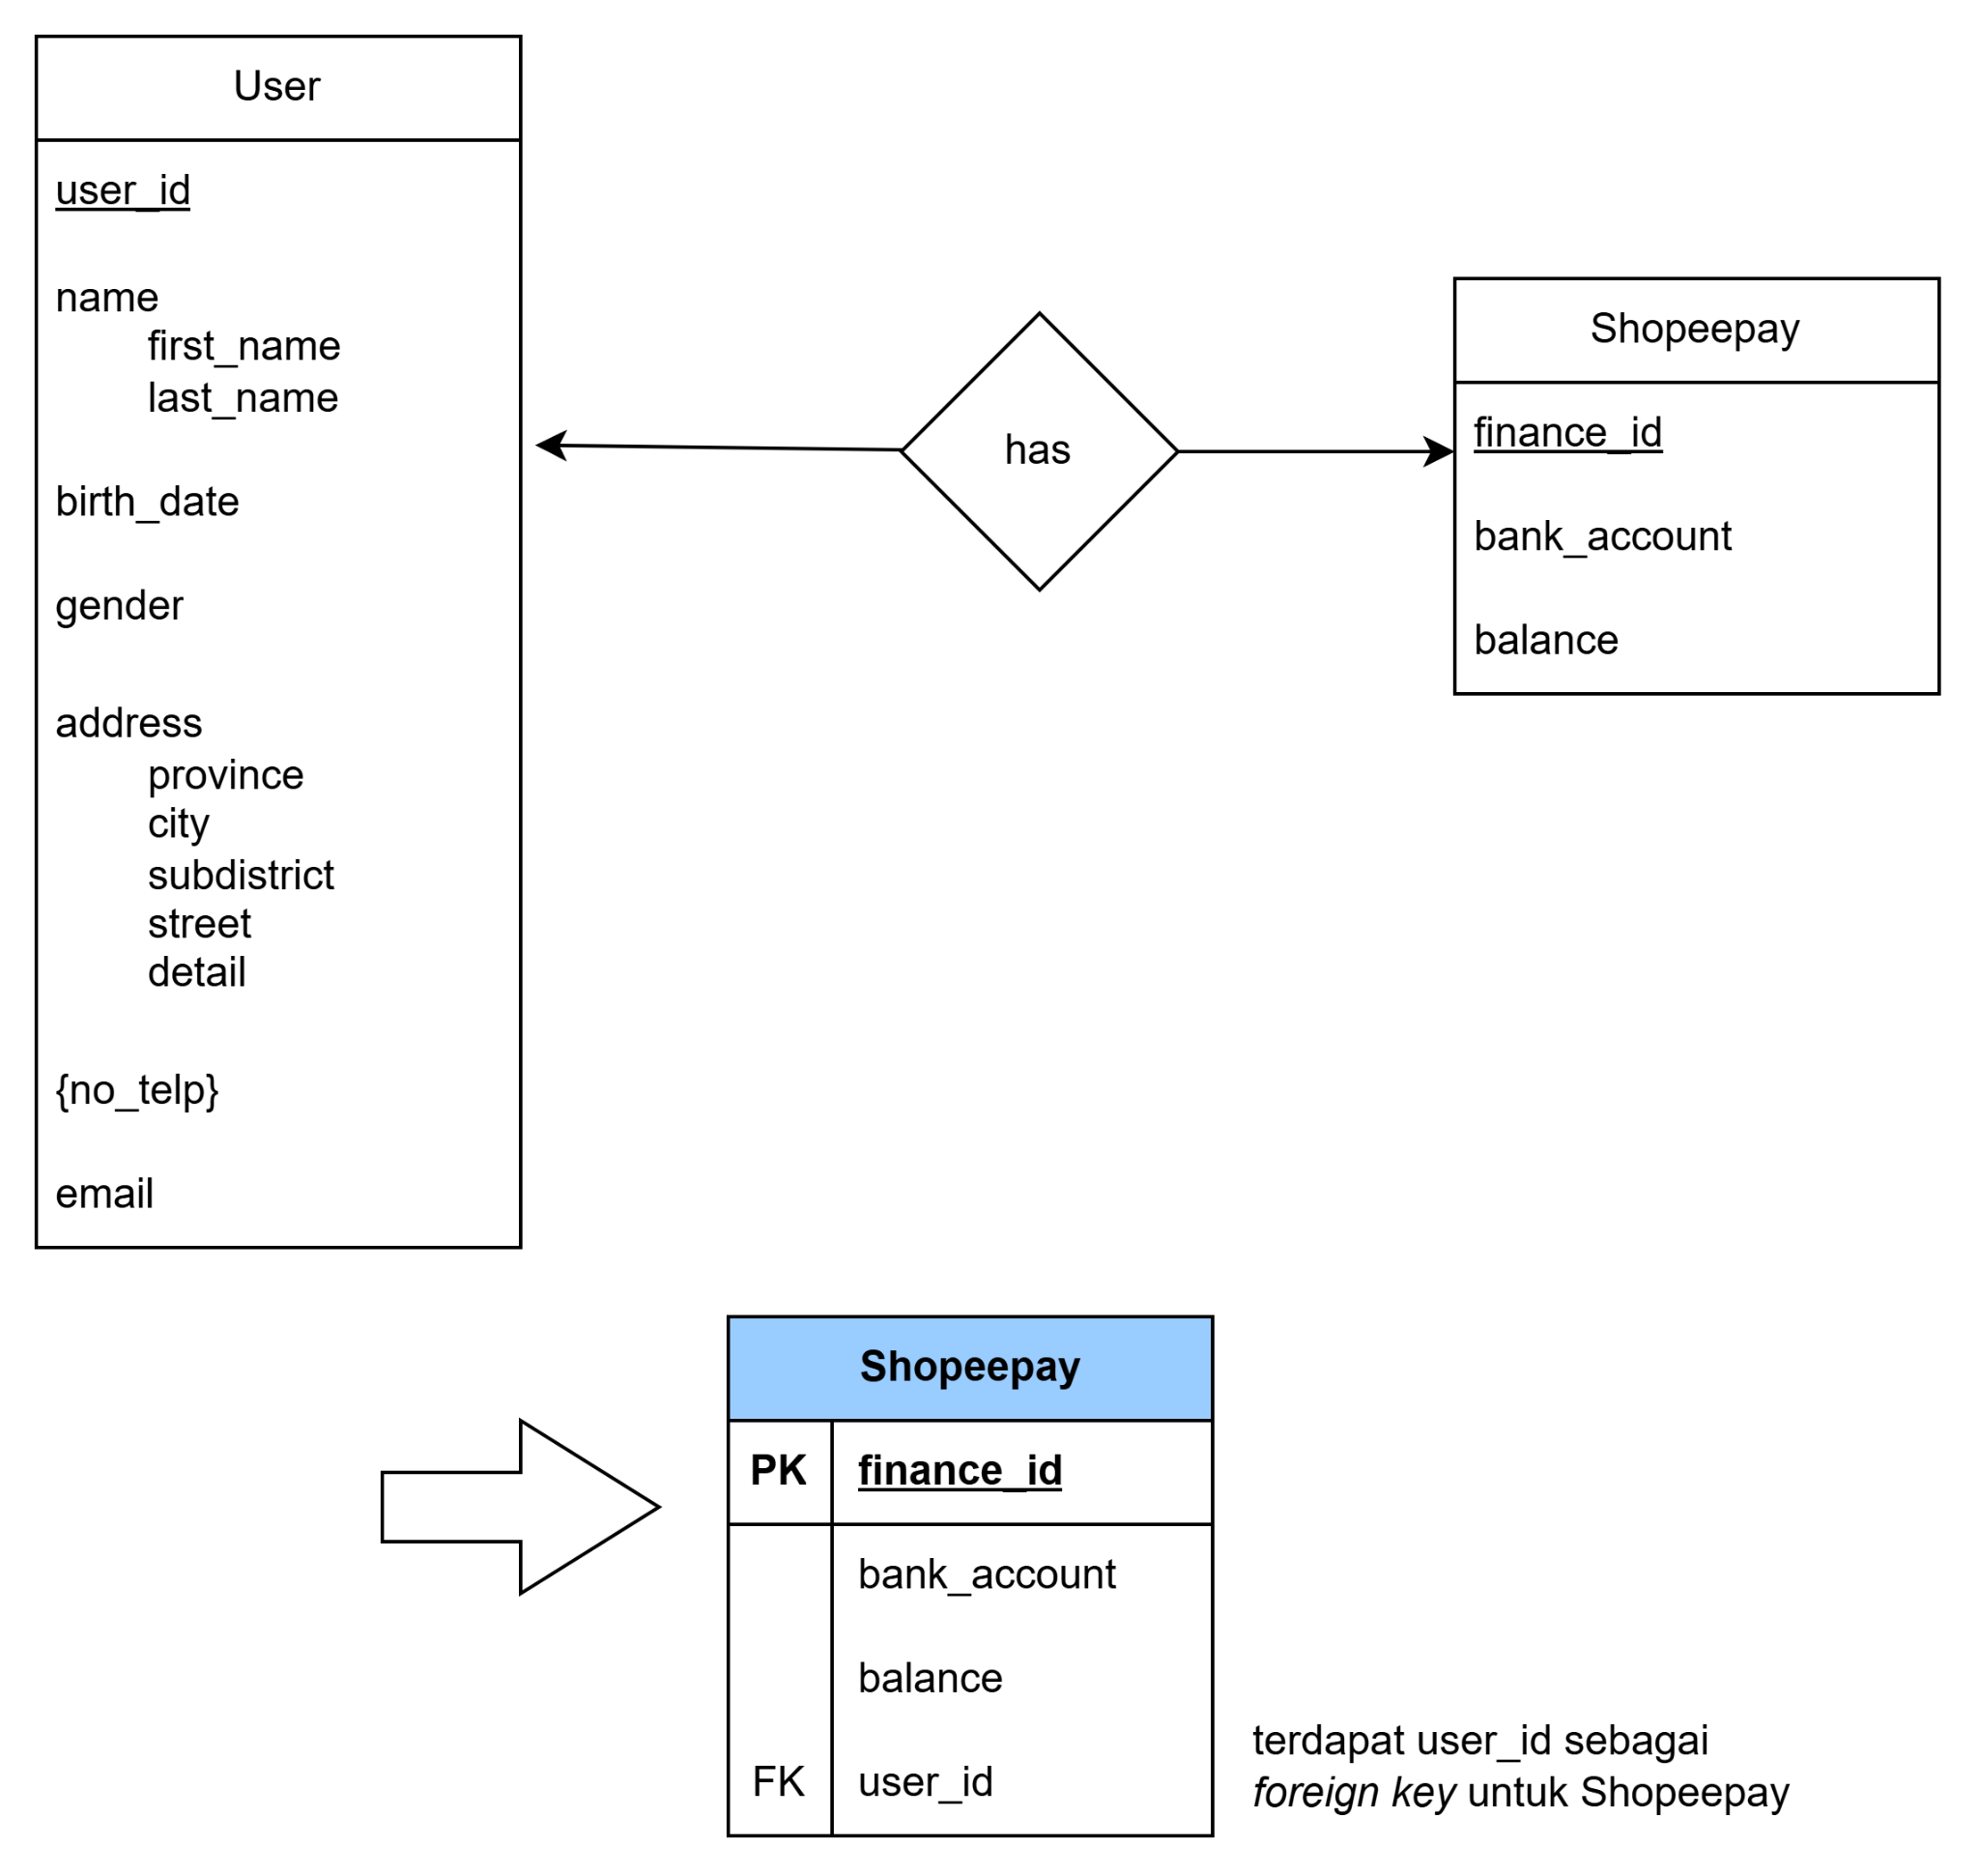 User
user_id
name
first_name
last_name
birth_date
gender
address
province
city
subdistrict
street
detail
{no_telp}
email
has
Shopeepay
finance_id
bank_account
balance
Shopeepay
PK finance_id
bank_account
balance
FK user_id
terdapat user_id sebagai
foreign key untuk Shopeepay